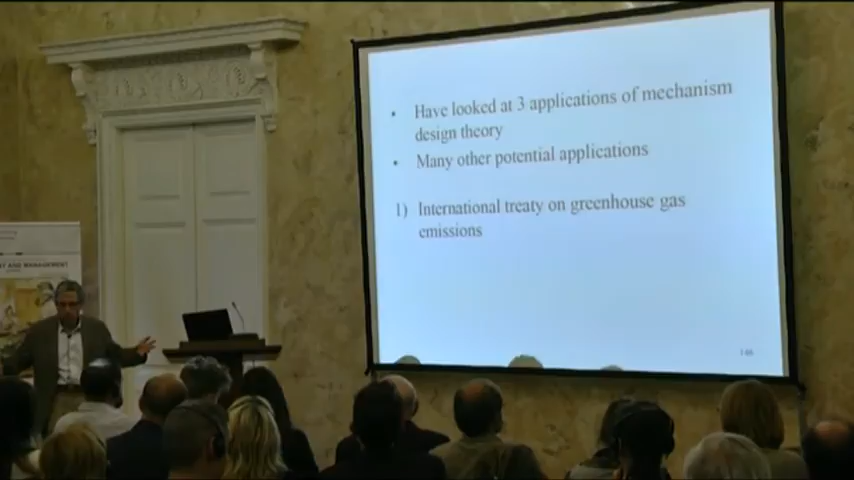 • Have looked at 3 applications of mechanism
design theory
• Many other potential applications
1) International treaty on greenhouse gas
emissions
AND MANAGEMENT